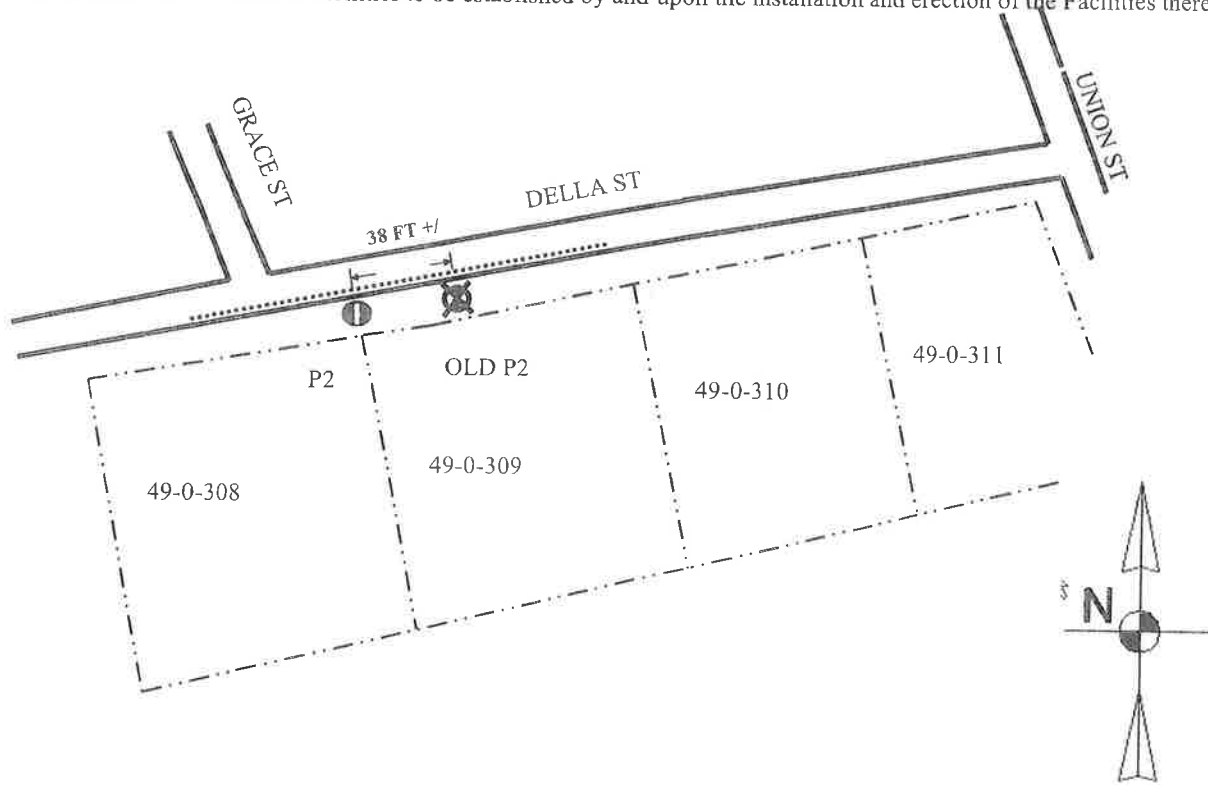 to be established by and upon the installation and erection of the Facilities there
GRACE ST
UNION ST
DELLA ST
38 FT +/
P2
OLD P2
49-0-308
49-0-309
49-0-310
49-0-311
N